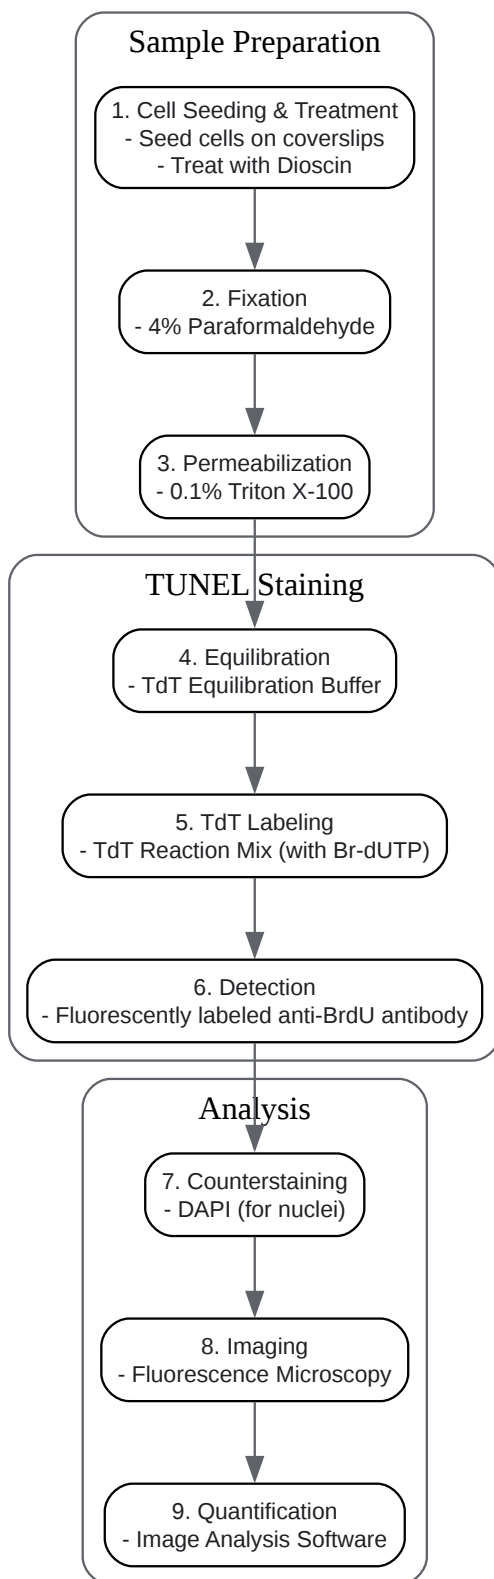 Sample Preparation
1. Cell Seeding & Treatment
- Seed cells on coverslips
- Treat with Dioscin
2. Fixation
- 4% Paraformaldehyde
3. Permeabilization
- 0.1% Triton X-100
TUNEL Staining
4. Equilibration
- TdT Equilibration Buffer
5. TdT Labeling
- TdT Reaction Mix (with Br-dUTP)
6. Detection
- Fluorescently labeled anti-BrdU antibody
Analysis
7. Counterstaining
- DAPI (for nuclei)
8. Imaging
- Fluorescence Microscopy
9. Quantification
- Image Analysis Software